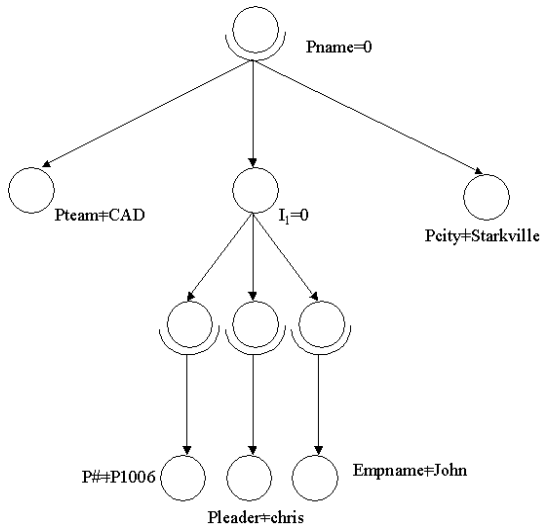 Pname=0
Pteam≠CAD
I₁=0
Pcity≠Starkville
P#≠P1006
Empname≠John
Pleader≠chris